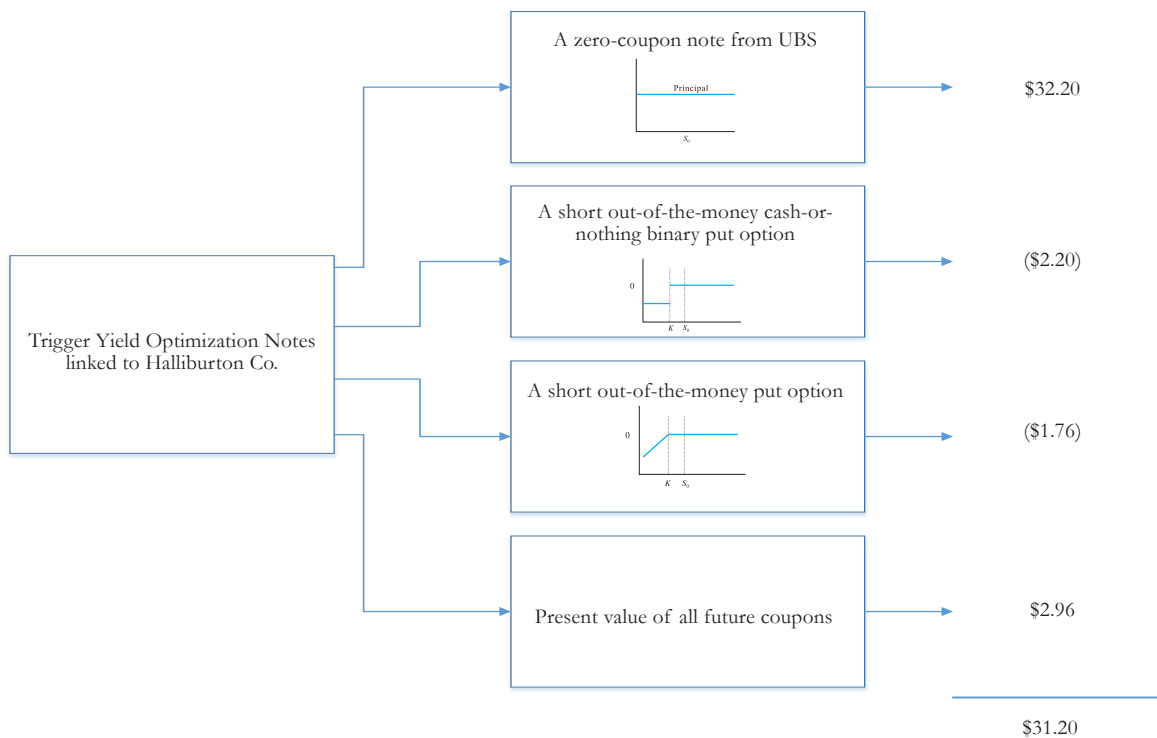 A zero-coupon note from UBS
Principal
S₀
$32.20
A short out-of-the-money cash-or-
nothing binary put option
0
K S₀
($2.20)
Trigger Yield Optimization Notes
linked to Halliburton Co.
A short out-of-the-money put option
0
K S₀
($1.76)
Present value of all future coupons
$2.96
$31.20